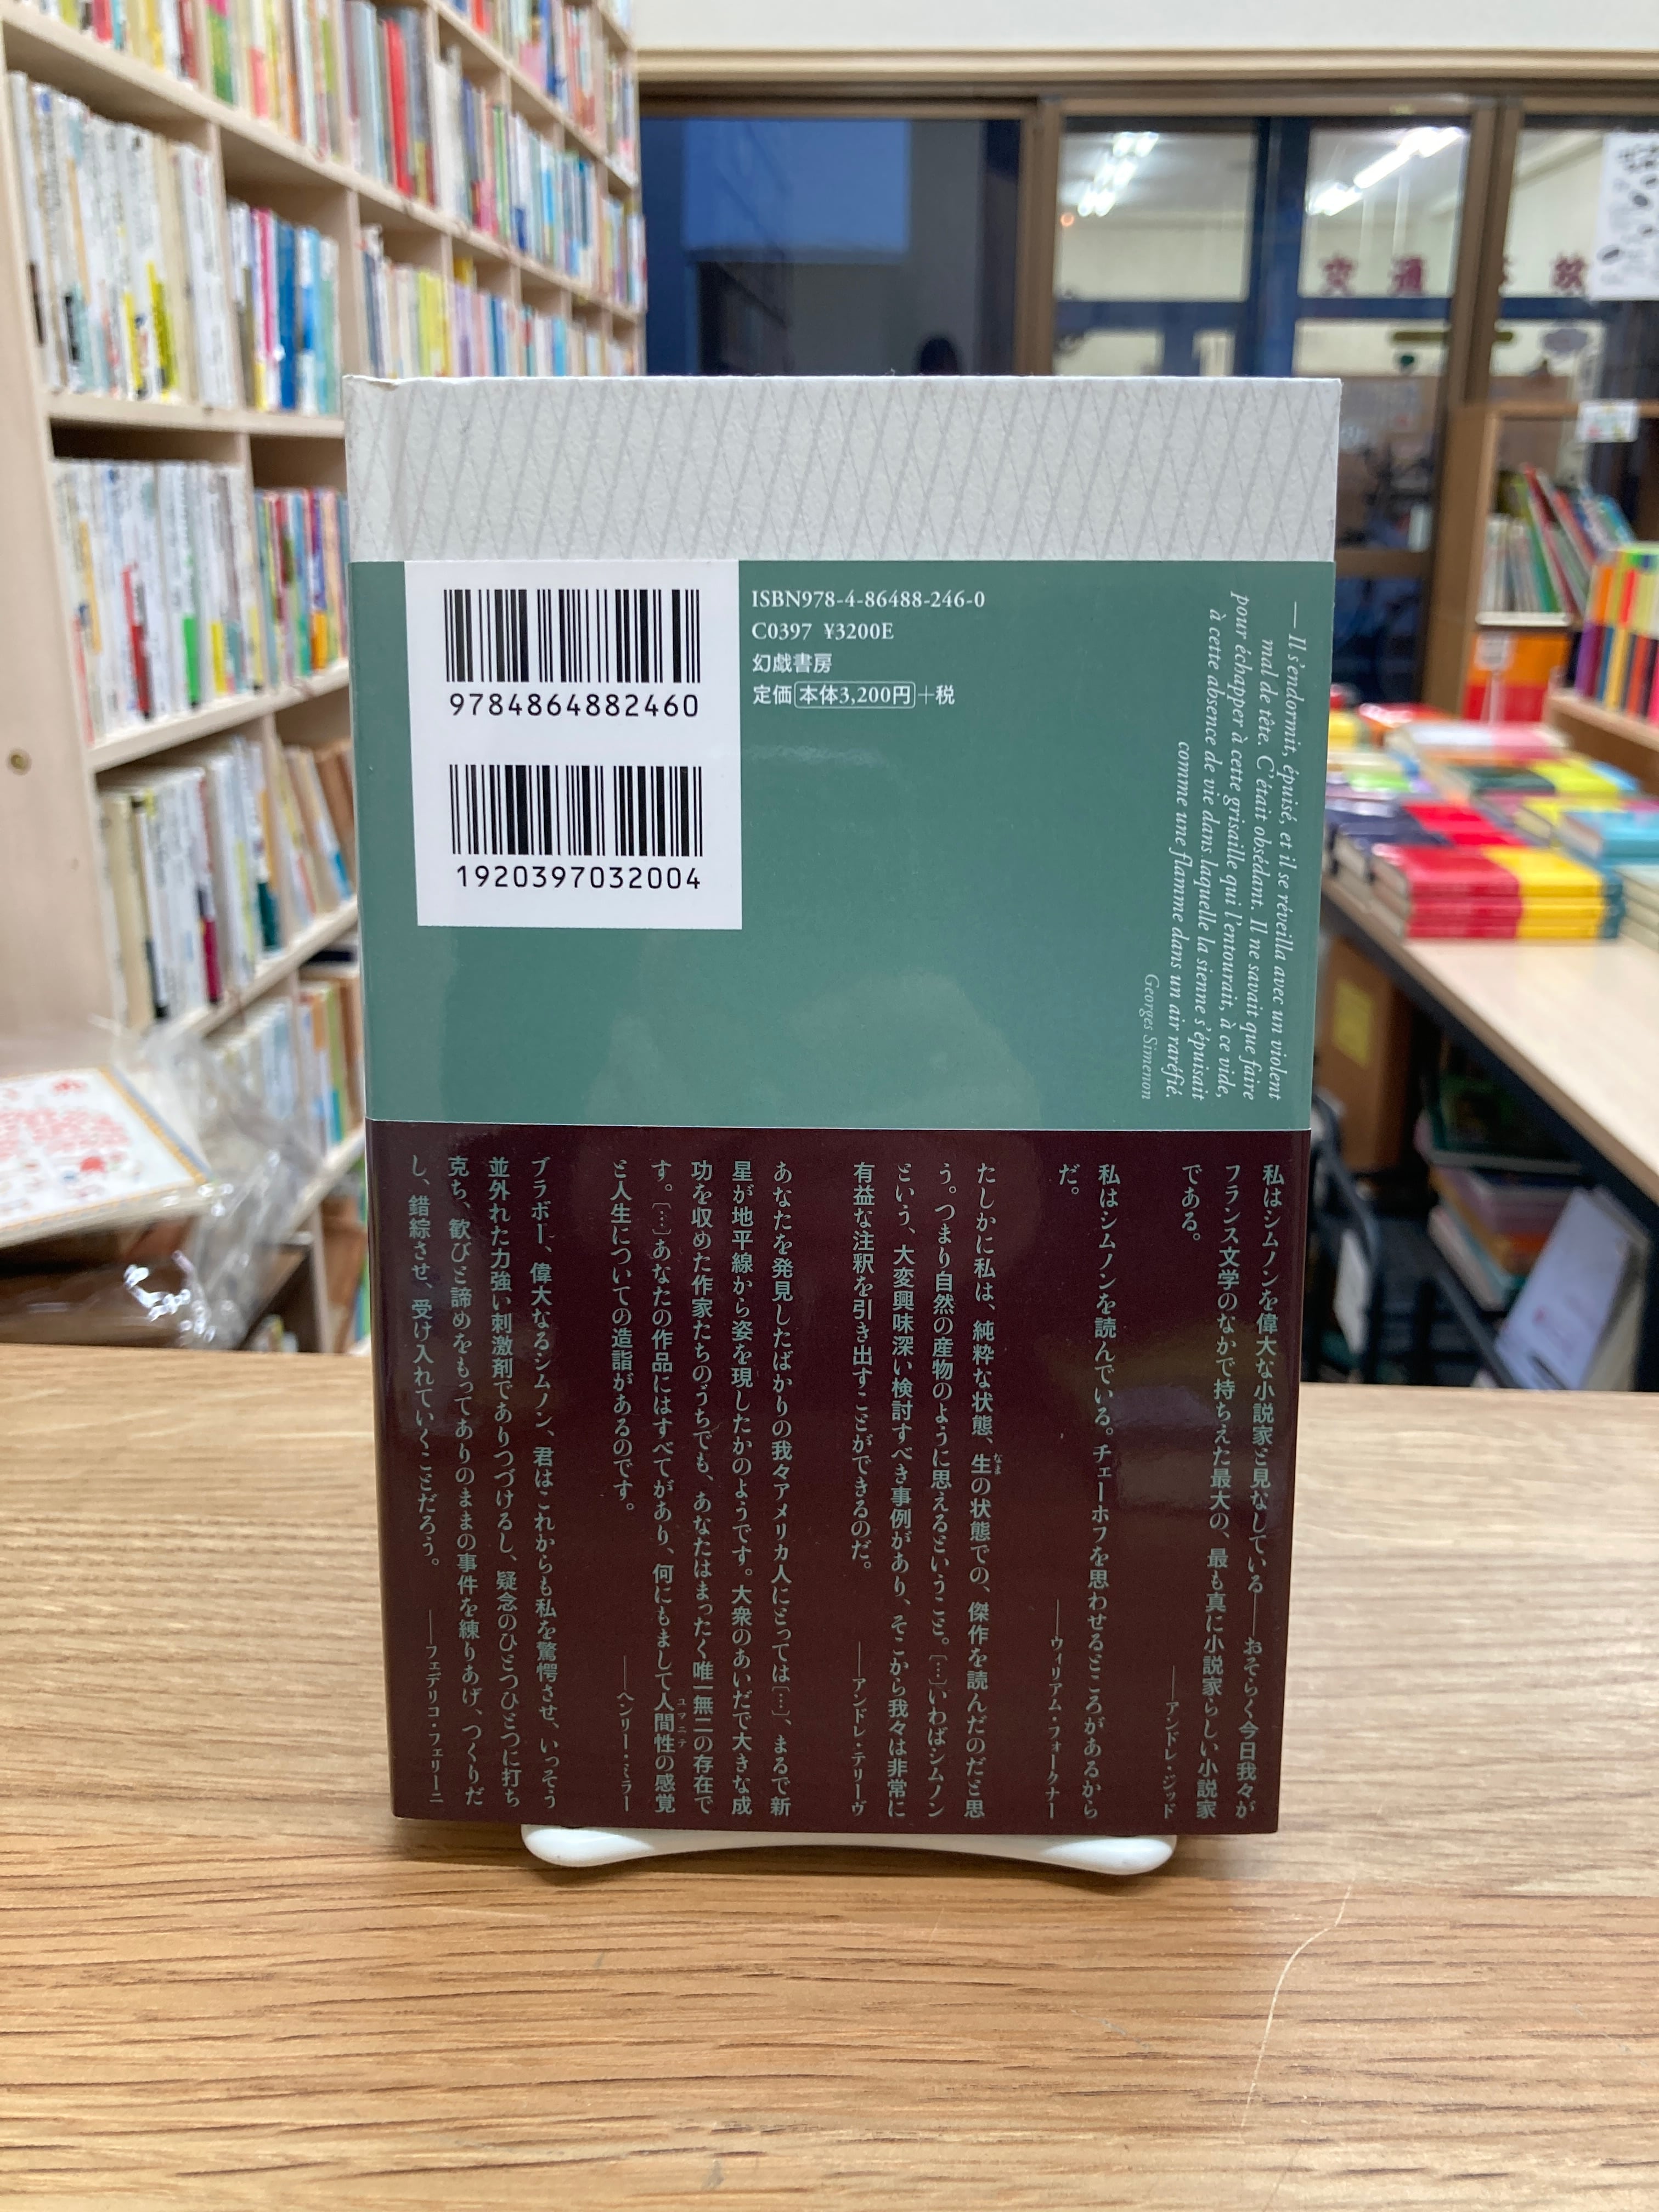 ISBN978-4-86488-246-0
C0397 ¥3200E
幻戯書房
定価 本体3,200円+税
9784864882460
1920397032004
— Il s'endormit, épuisé, et il se réveilla avec un violent
mal de tête. C'était obsédant. Il ne savait que faire
pour échapper à cette grisaille qui l'entourait, à ce vide,
à cette absence de vie dans laquelle la sienne s'épuisait
comme une flamme dans un air raréfié.
Georges Simenon
私はシムノンを偉大な小説家と見なしている——おそらく今日我々が
フランス文学のなかで持ちえた最大の、最も真に小説家らしい小説家
である。
——アンドレ・ジッド
私はシムノンを読んでいる。チェーホフを思わせるところがあるから
だ。
——ウィリアム・フォークナー
たしかに私は、純粋な状態、生の状態での、傑作を読んだのだと思
なま
う。つまり自然の産物のように思えるということ。[…]いわばシムノン
という、大変興味深い検討すべき事例があり、そこから我々は非常に
有益な注釈を引き出すことができるのだ。
——アンドレ・テリーヴ
あなたを発見したばかりの我々アメリカ人にとっては[…]、まるで新
星が地平線から姿を現したかのようです。大衆のあいだで大きな成
功を収めた作家たちのうちでも、あなたはまったく唯一無二の存在で
す。[…]あなたの作品にはすべてがあり、何にもまして人間性の感覚
ユマニテ
と人生についての造詣があるのです。
——ヘンリー・ミラー
ブラボー、偉大なるシムノン、君はこれからも私を驚愕させ、いっそう
並外れた力強い刺激剤でありつづけるし、疑念のひとつひとつに打ち
克ち、歓びと諦めをもってありのままの事件を練りあげ、つくりだ
し、錯綜させ、受け入れていくことだろう。
——フェデリコ・フェリーニ
交通